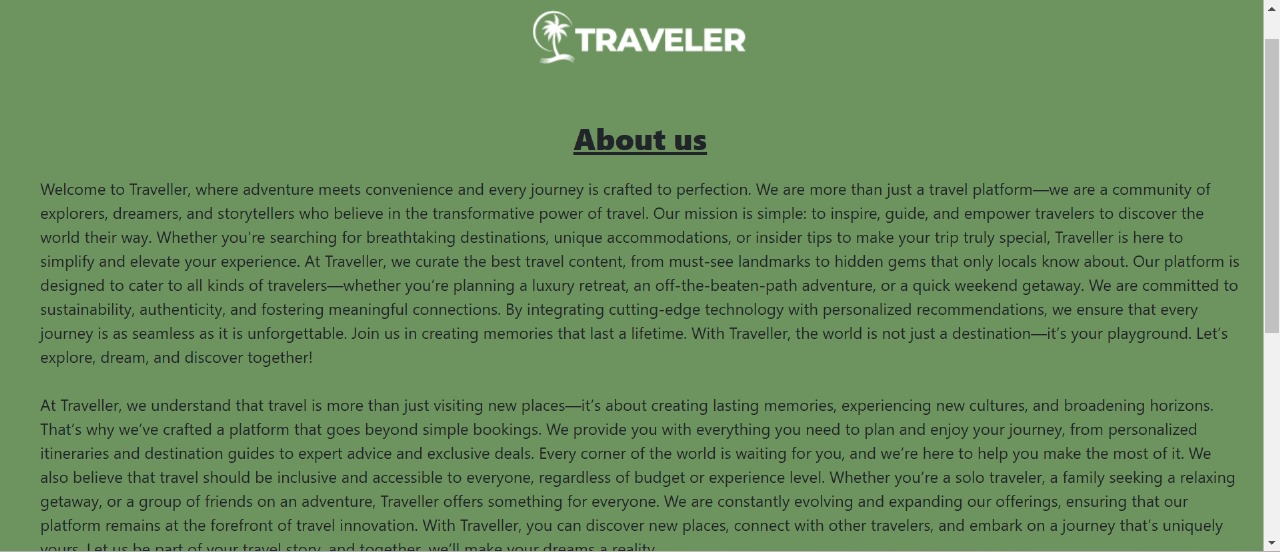 TRAVELER
About us
Welcome to Traveller, where adventure meets convenience and every journey is crafted to perfection. We are more than just a travel platform—we are a community of
explorers, dreamers, and storytellers who believe in the transformative power of travel. Our mission is simple: to inspire, guide, and empower travelers to discover the
world their way. Whether you're searching for breathtaking destinations, unique accommodations, or insider tips to make your trip truly special, Traveller is here to
simplify and elevate your experience. At Traveller, we curate the best travel content, from must-see landmarks to hidden gems that only locals know about. Our platform is
designed to cater to all kinds of travelers—whether you're planning a luxury retreat, an off-the-beaten-path adventure, or a quick weekend getaway. We are committed to
sustainability, authenticity, and fostering meaningful connections. By integrating cutting-edge technology with personalized recommendations, we ensure that every
journey is as seamless as it is unforgettable. Join us in creating memories that last a lifetime. With Traveller, the world is not just a destination—it's your playground. Let's
explore, dream, and discover together!
At Traveller, we understand that travel is more than just visiting new places—it's about creating lasting memories, experiencing new cultures, and broadening horizons.
That's why we've crafted a platform that goes beyond simple bookings. We provide you with everything you need to plan and enjoy your journey, from personalized
itineraries and destination guides to expert advice and exclusive deals. Every corner of the world is waiting for you, and we're here to help you make the most of it. We
also believe that travel should be inclusive and accessible to everyone, regardless of budget or experience level. Whether you're a solo traveler, a family seeking a relaxing
getaway, or a group of friends on an adventure, Traveller offers something for everyone. We are constantly evolving and expanding our offerings, ensuring that our
platform remains at the forefront of travel innovation. With Traveller, you can discover new places, connect with other travelers, and embark on a journey that's uniquely
yours. Let us be part of your travel story, and together, we'll make your dreams a reality.